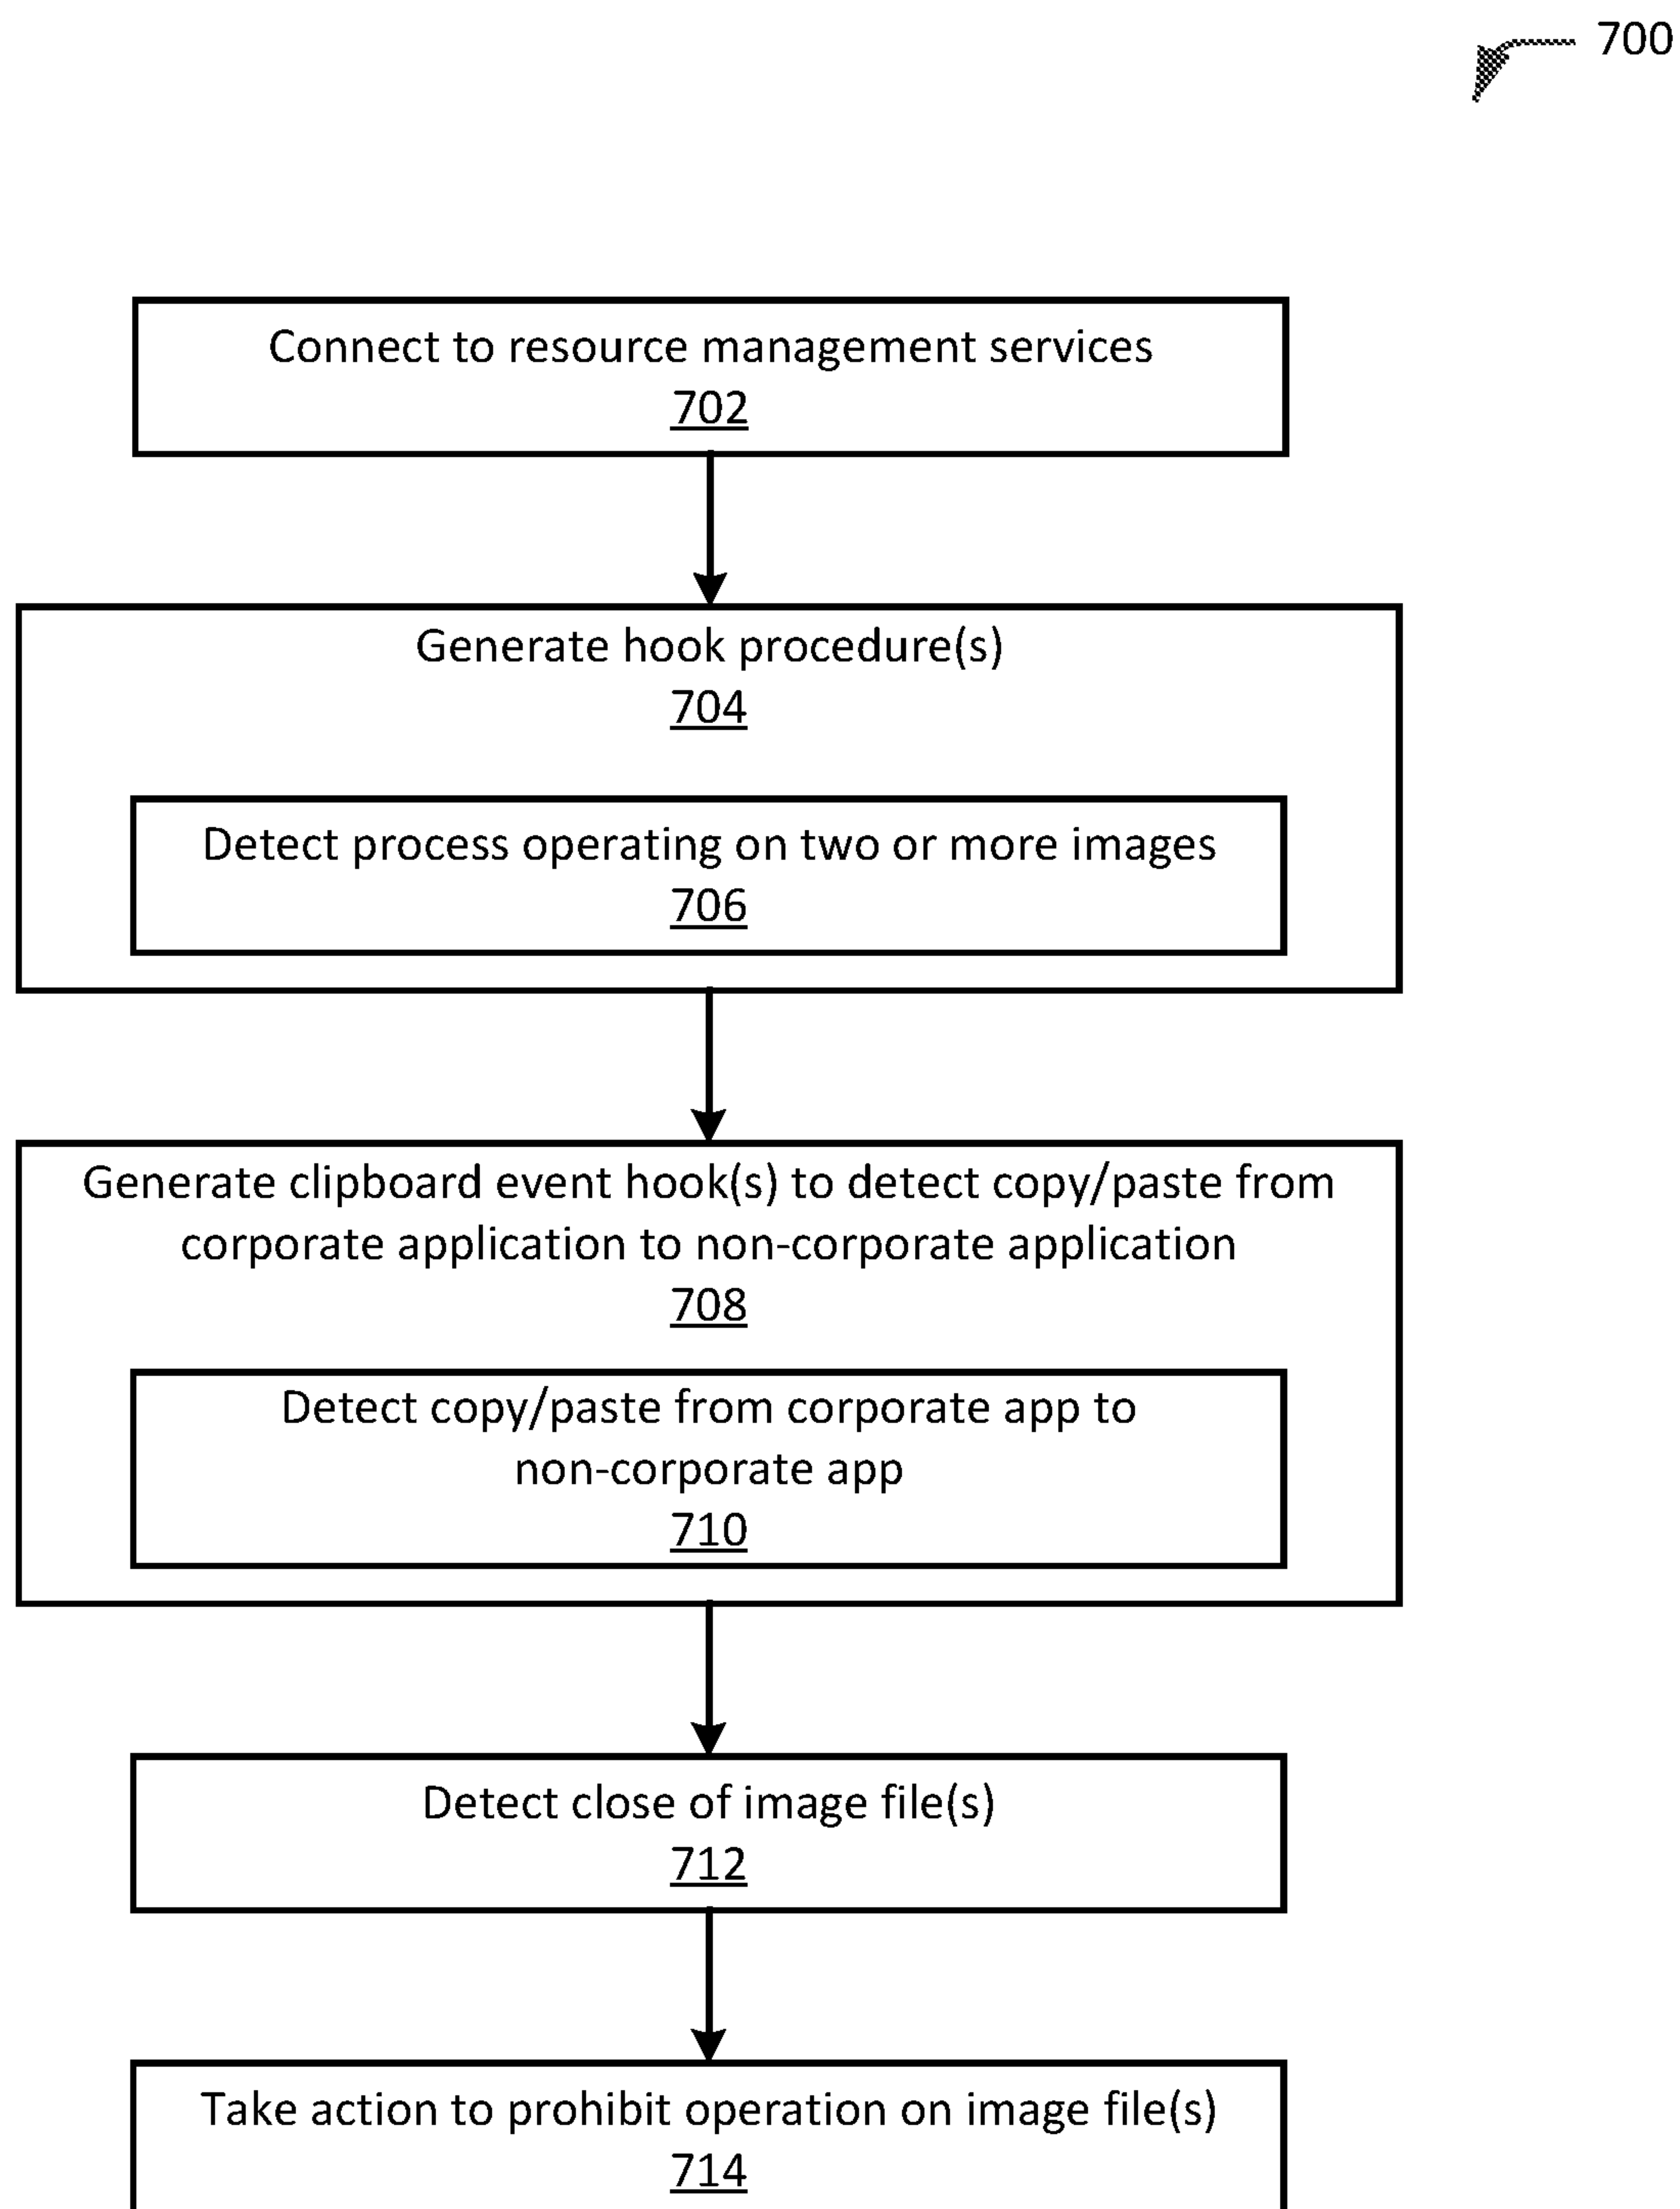 700
Connect to resource management services
702
Generate hook procedure(s)
704
Detect process operating on two or more images
706
Generate clipboard event hook(s) to detect copy/paste from
corporate application to non-corporate application
708
Detect copy/paste from corporate app to
non-corporate app
710
Detect close of image file(s)
712
Take action to prohibit operation on image file(s)
714